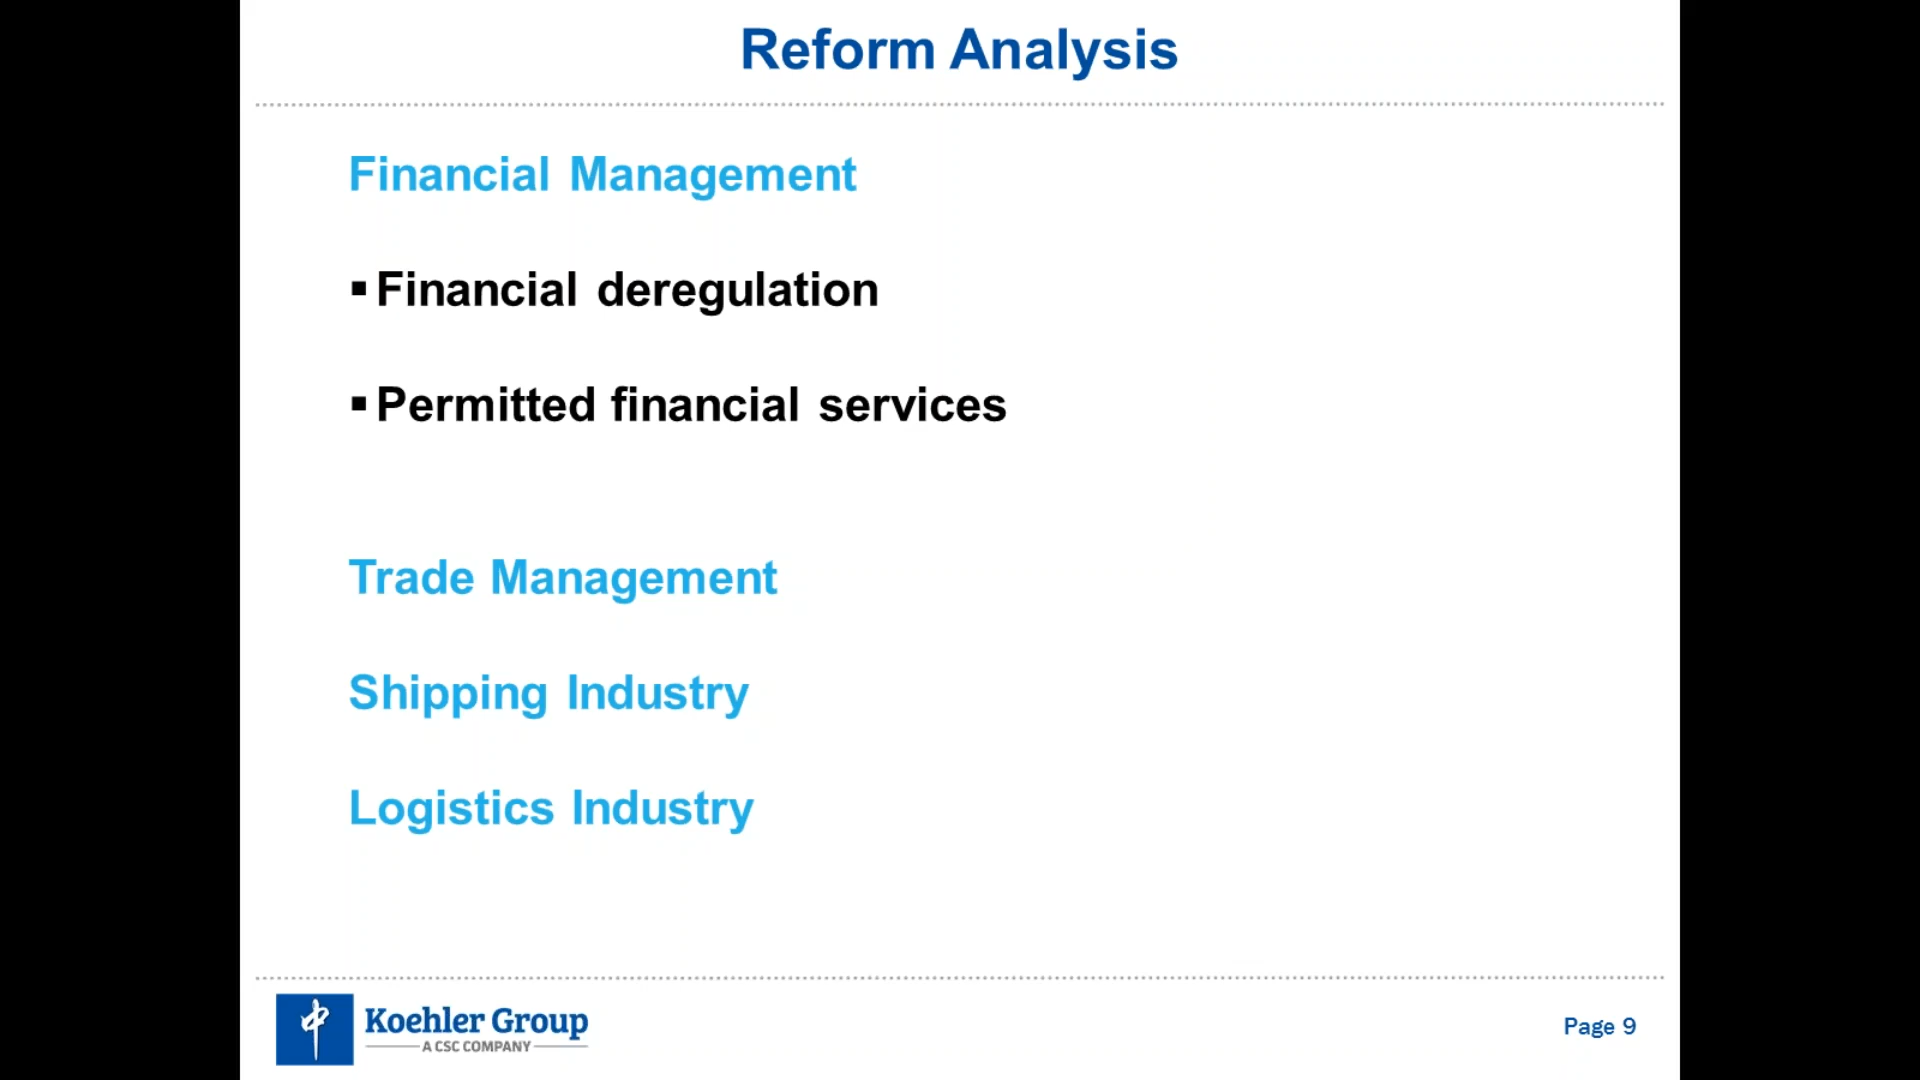 Reform Analysis
Financial Management
▪ Financial deregulation
▪ Permitted financial services
Trade Management
Shipping Industry
Logistics Industry
Koehler Group
A CSC COMPANY
Page 9